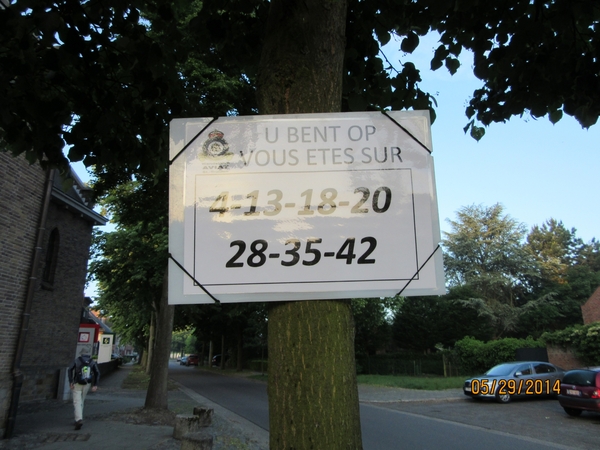 U BENT OP
VOUS ETES SUR
4-13-18-20
28-35-42
05/29/2014